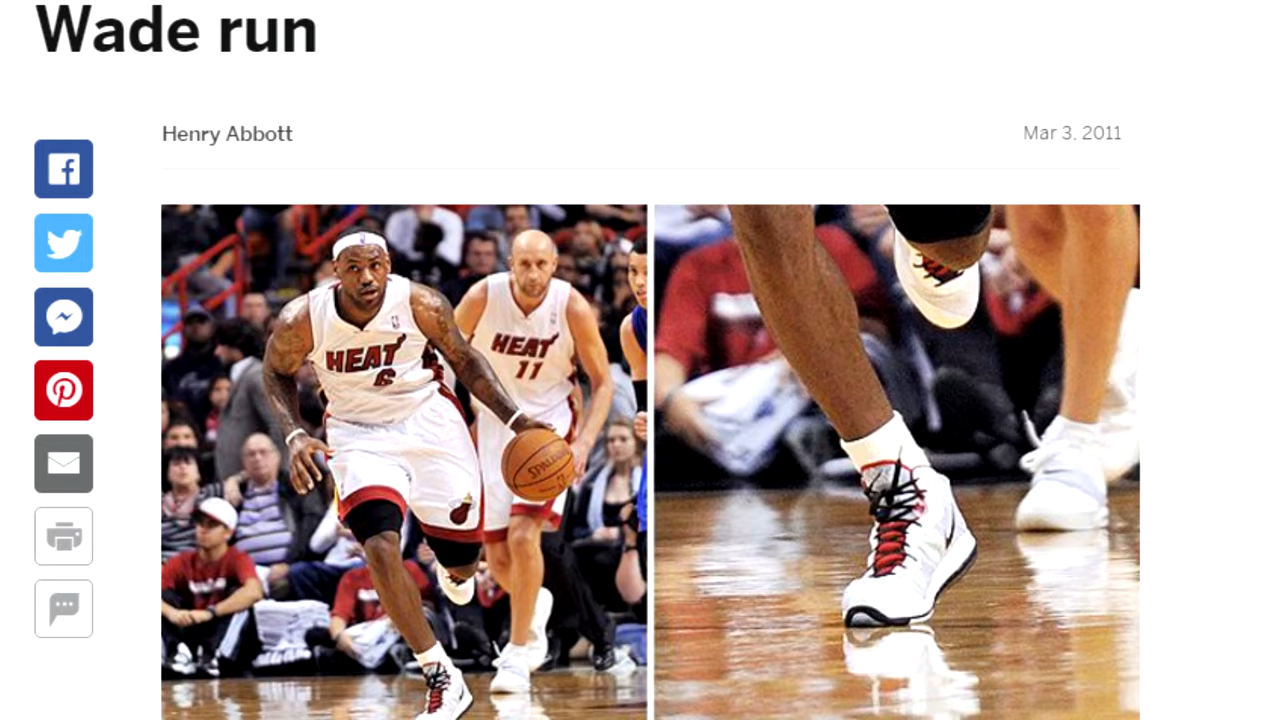 Wade run
Henry Abbott
Mar 3, 2011
HEAT
6
HEAT
11
SPALDING